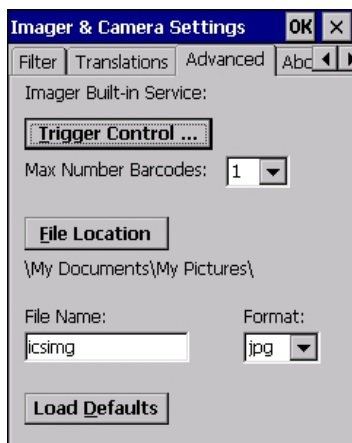 Imager & Camera Settings OK ×
Filter Translations Advanced
Imager Built-in Service:
Trigger Control ...
Max Number Barcodes: 1
File Location
\My Documents\My Pictures\
File Name: Format:
icsimg jpg
Load Defaults